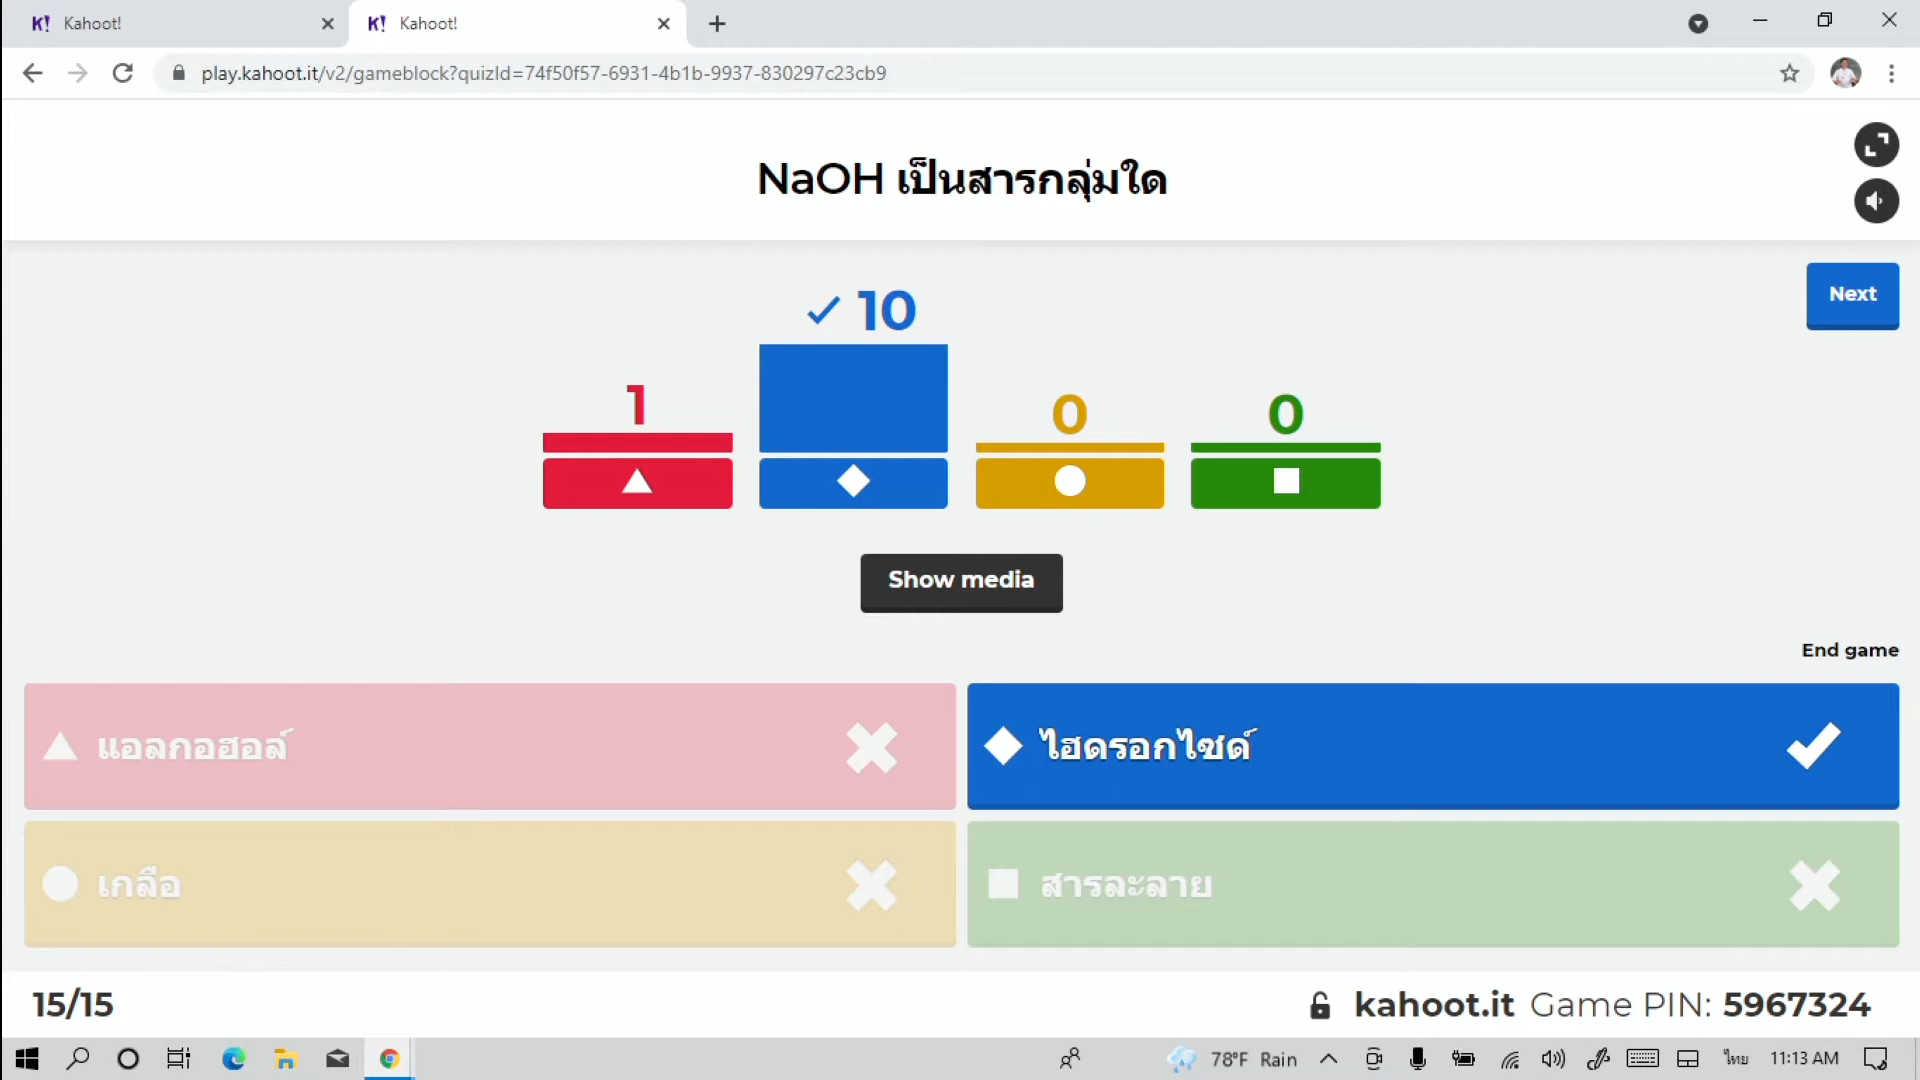 K! Kahoot!
K! Kahoot!
play.kahoot.it/v2/gameblock?quizId=74f50f57-6931-4b1b-9937-830297c23cb9
NaOH เป็นสารกลุ่มใด
Next
1
10
0
0
Show media
End game
แอลกอฮอล์
ไฮดรอกไซด์
เกลือ
สารละลาย
15/15
kahoot.it Game PIN: 5967324
78°F Rain
ไทย
11:13 AM